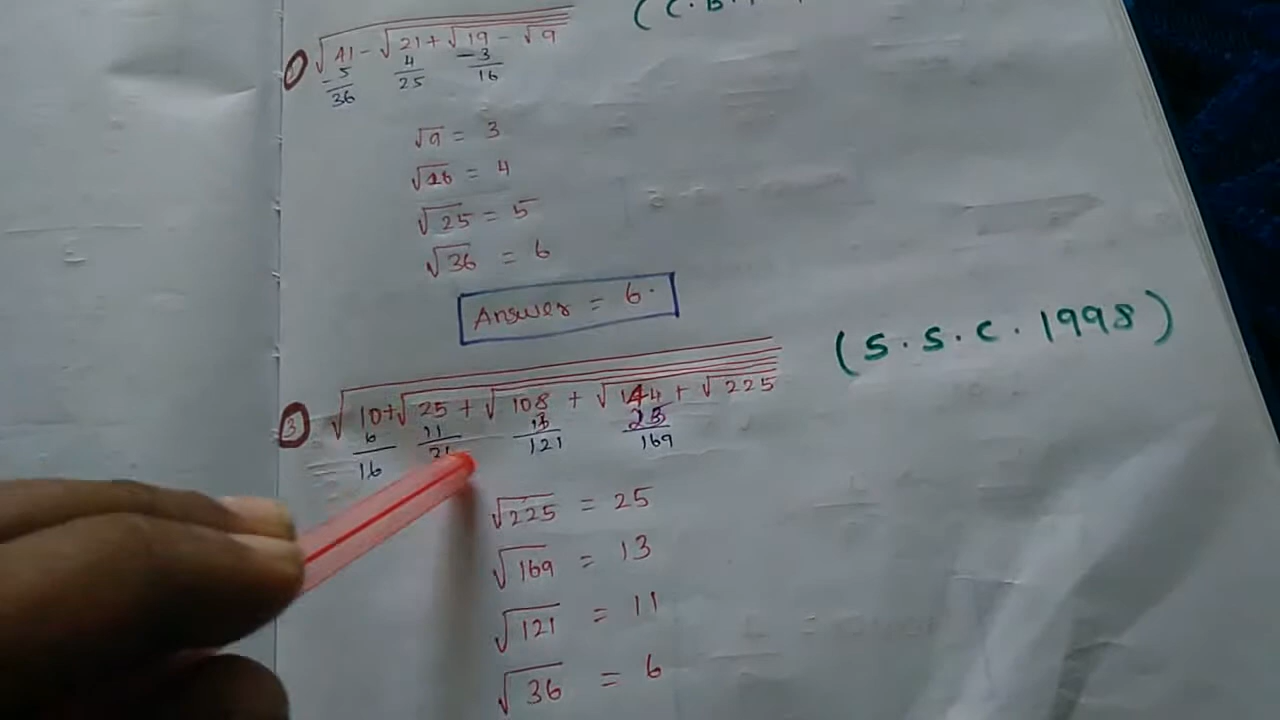 √41 - √21 + √19 - √9
- 5 4 - 3
36 25 16
√9 = 3
√16 = 4
√25 = 5
√36 = 6
Answer = 6.
(S.S.C. 1998)
3 √10 + √25 + √108 + √144 + √225
6 11 13 25
16 121 169
√225 = 25
√169 = 13
√121 = 11
√36 = 6